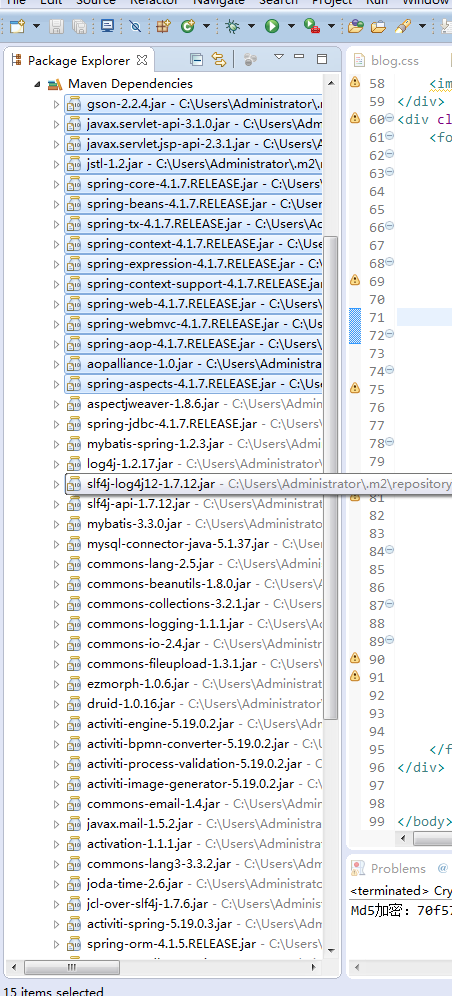 File Edit Source Refactor Navigate Search Project Run Window
Package Explorer
Maven Dependencies
gson-2.2.4.jar - C:\Users\Administrator\.m
javax.servlet-api-3.1.0.jar - C:\Users\Adm
javax.servlet.jsp-api-2.3.1.jar - C:\Users\
jstl-1.2.jar - C:\Users\Administrator\.m2\r
spring-core-4.1.7.RELEASE.jar - C:\Users\
spring-beans-4.1.7.RELEASE.jar - C:\Users
spring-tx-4.1.7.RELEASE.jar - C:\Users\Ad
spring-context-4.1.7.RELEASE.jar - C:\Use
spring-expression-4.1.7.RELEASE.jar - C:\U
spring-context-support-4.1.7.RELEASE.jar
spring-web-4.1.7.RELEASE.jar - C:\Users\A
spring-webmvc-4.1.7.RELEASE.jar - C:\Use
spring-aop-4.1.7.RELEASE.jar - C:\Users\A
aopalliance-1.0.jar - C:\Users\Administra
spring-aspects-4.1.7.RELEASE.jar - C:\Use
aspectjweaver-1.8.6.jar - C:\Users\Admini
spring-jdbc-4.1.7.RELEASE.jar - C:\Users\A
mybatis-spring-1.2.3.jar - C:\Users\Admin
log4j-1.2.17.jar - C:\Users\Administrator\
slf4j-log4j12-1.7.12.jar - C:\Users\Administrator\.m2\repository
slf4j-api-1.7.12.jar - C:\Users\Administrat
mybatis-3.3.0.jar - C:\Users\Administrator
mysql-connector-java-5.1.37.jar - C:\User
commons-lang-2.5.jar - C:\Users\Adminis
commons-beanutils-1.8.0.jar - C:\Users\A
commons-collections-3.2.1.jar - C:\Users\
commons-logging-1.1.1.jar - C:\Users\Ad
commons-io-2.4.jar - C:\Users\Administr
commons-fileupload-1.3.1.jar - C:\Users\
ezmorph-1.0.6.jar - C:\Users\Administrat
druid-1.0.16.jar - C:\Users\Administrator\
activiti-engine-5.19.0.2.jar - C:\Users\Ad
activiti-bpmn-converter-5.19.0.2.jar - C:\
activiti-process-validation-5.19.0.2.jar - C
activiti-image-generator-5.19.0.2.jar - C:\
commons-email-1.4.jar - C:\Users\Admini
javax.mail-1.5.2.jar - C:\Users\Administra
activation-1.1.1.jar - C:\Users\Administra
commons-lang3-3.3.2.jar - C:\Users\Adm
joda-time-2.6.jar - C:\Users\Administrato
jcl-over-slf4j-1.7.6.jar - C:\Users\Adminis
activiti-spring-5.19.0.3.jar - C:\Users\Adm
spring-orm-4.1.5.RELEASE.jar - C:\Users\A
15 items selected
blog.css
58 <im
59 </div>
60 <div cl
61 <fo
62
63
64
65
66
67
68
69
70
71
72
73
74
75
76
77
78
79
81
82
83
84
85
86
87
88
89
90
91
92
93
94
95 </f
96 </div>
97
98
99 </body>
Problems @
<terminated> Cry
Md5加密：70f57